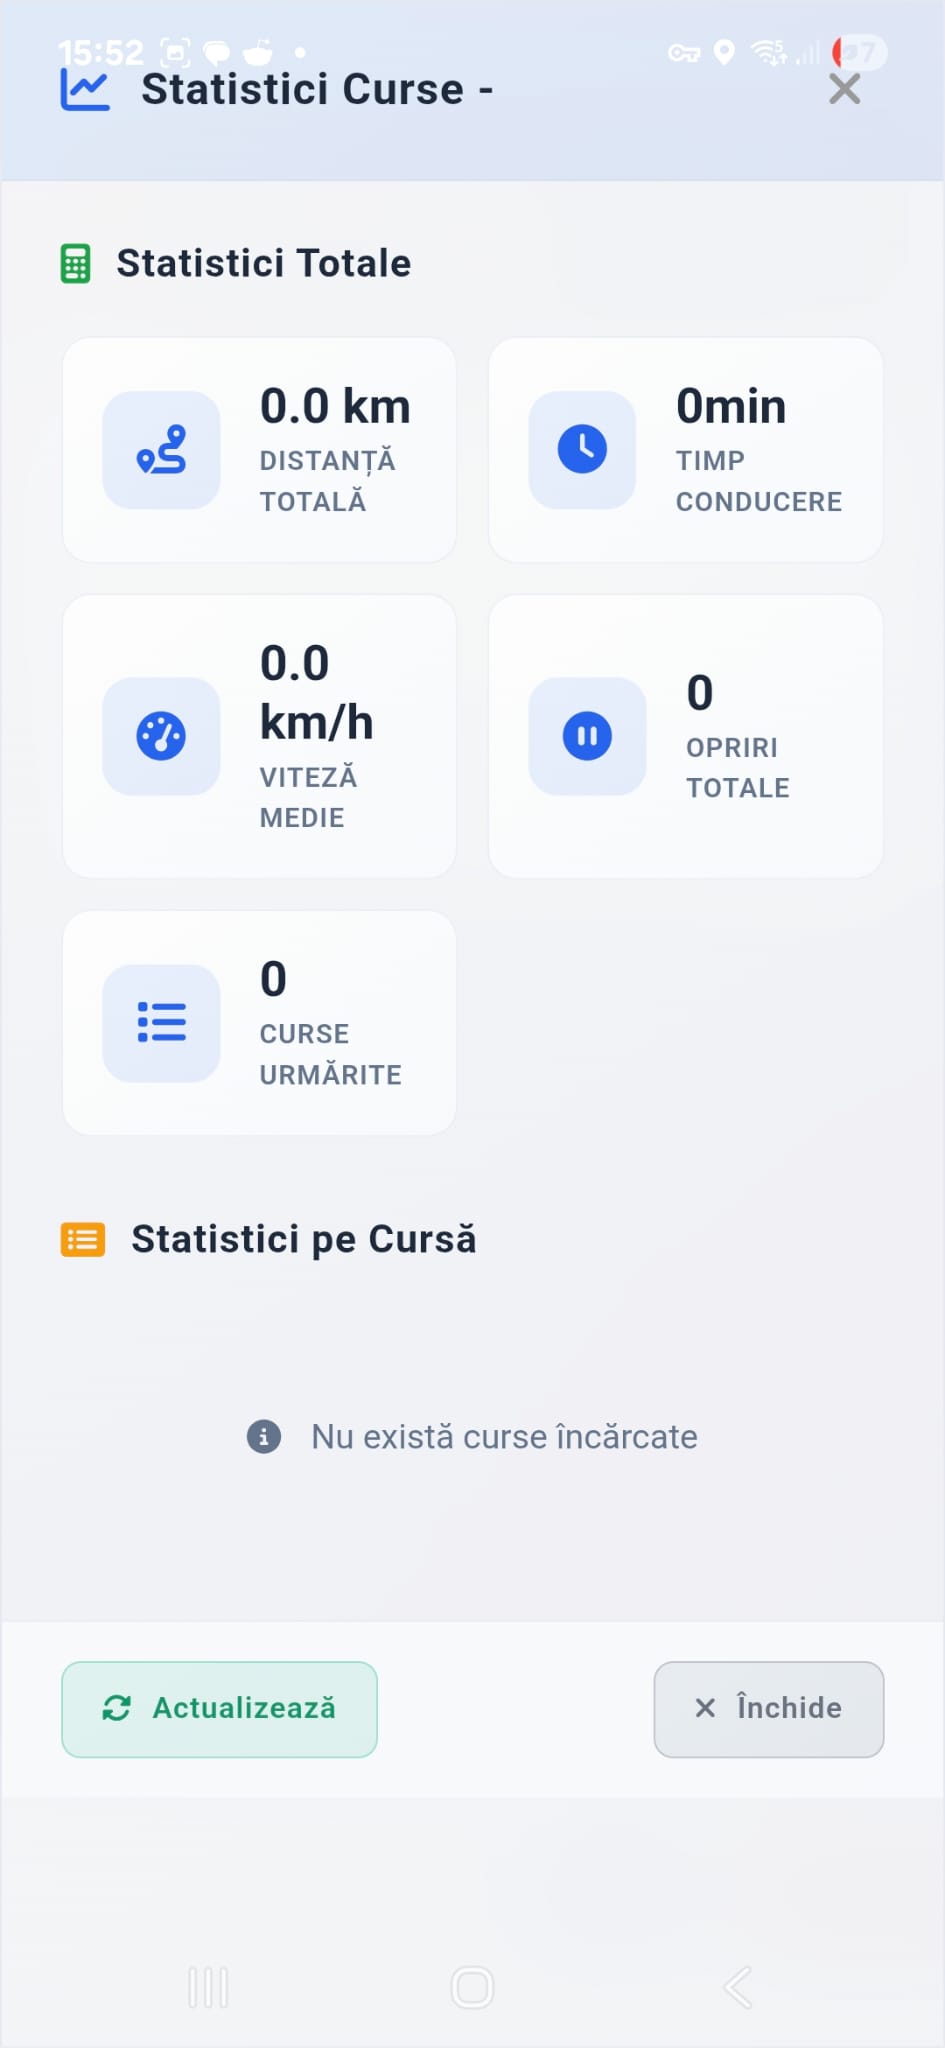 15:52
7
Statistici Curse -
Statistici Totale
0.0 km
DISTANȚĂ
TOTALĂ
0min
TIMP
CONDUCERE
0.0
km/h
VITEZĂ
MEDIE
0
OPRIRI
TOTALE
0
CURSE
URMĂRITE
Statistici pe Cursă
Nu există curse încărcate
Actualizează
Închide